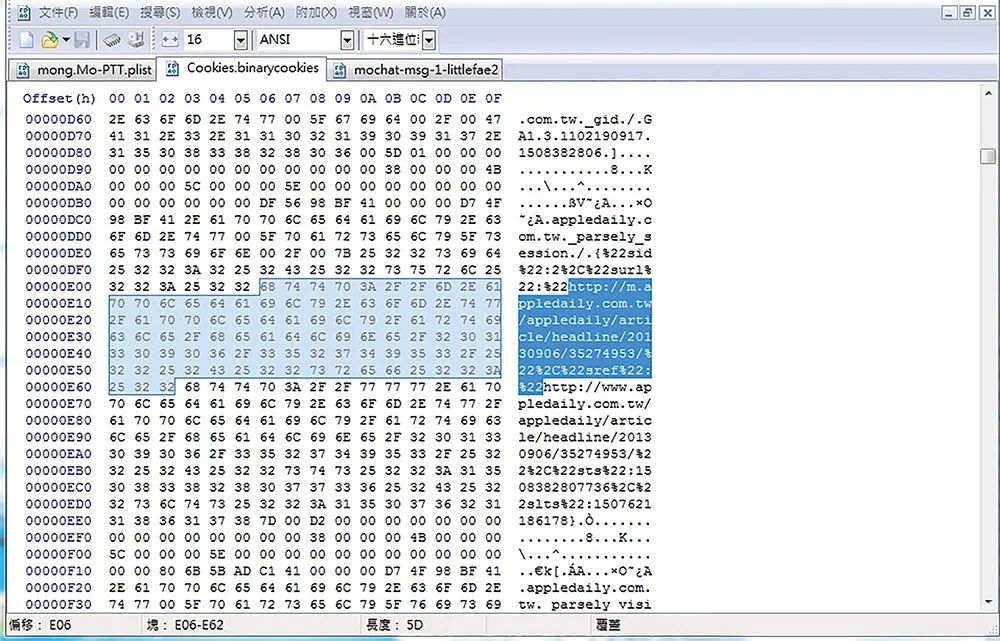 文件(F) 編輯(E) 搜尋(S) 檢視(V) 分析(A) 附加(X) 視窗(W) 關於(A)
16 ANSI 十六進位
mong.Mo-PTT.plist Cookies.binarycookies mochat-msg-1-littlefae2
Offset(h) 00 01 02 03 04 05 06 07 08 09 0A 0B 0C 0D 0E 0F
00000D60 2E 63 6F 6D 2E 74 77 00 5F 67 69 64 00 2F 00 47 .com.tw._gid./.G
00000D70 41 31 2E 33 2E 31 31 30 32 31 39 30 39 31 37 2E A1.3.1102190917.
00000D80 31 35 30 38 33 38 32 38 30 36 00 5D 01 00 00 00 1508382806.]....
00000D90 00 00 00 00 00 00 00 00 00 00 00 38 00 00 00 4B ...........8...K
00000DA0 00 00 00 5C 00 00 00 5E 00 00 00 00 00 00 00 00 ...\...^........
00000DB0 00 00 00 00 00 00 DF 56 98 BF 41 00 00 00 D7 4F ......ßV˜¿A...×O
00000DC0 98 BF 41 2E 61 70 70 6C 65 64 61 69 6C 79 2E 63 ˜¿A.appledaily.c
00000DD0 6F 6D 2E 74 77 00 5F 70 61 72 73 65 6C 79 5F 73 om.tw._parsely_s
00000DE0 65 73 73 69 6F 6E 00 2F 00 7B 25 32 32 73 69 64 ession./.{%22sid
00000DF0 25 32 32 3A 32 25 32 43 25 32 32 73 75 72 6C 25 %22:2%2C%22surl%
00000E00 32 32 3A 25 32 32 68 74 74 70 3A 2F 2F 6D 2E 61 22:%22http://m.a
00000E10 70 70 6C 65 64 61 69 6C 79 2E 63 6F 6D 2E 74 77 ppledaily.com.tw
00000E20 2F 61 70 70 6C 65 64 61 69 6C 79 2F 61 72 74 69 /appledaily/arti
00000E30 63 6C 65 2F 68 65 61 64 6C 69 6E 65 2F 32 30 31 cle/headline/201
00000E40 33 30 39 30 36 2F 33 35 32 37 34 39 35 33 2F 25 30906/35274953/%
00000E50 32 32 25 32 43 25 32 32 73 72 65 66 25 32 32 3A 22%2C%22sref%22:
00000E60 25 32 32 68 74 74 70 3A 2F 2F 77 77 77 2E 61 70 %22http://www.ap
00000E70 70 6C 65 64 61 69 6C 79 2E 63 6F 6D 2E 74 77 2F pledaily.com.tw/
00000E80 61 70 70 6C 65 64 61 69 6C 79 2F 61 72 74 69 63 appledaily/artic
00000E90 6C 65 2F 68 65 61 64 6C 69 6E 65 2F 32 30 31 33 le/headline/2013
00000EA0 30 39 30 36 2F 33 35 32 37 34 39 35 33 2F 25 32 0906/35274953/%2
00000EB0 32 25 32 43 25 32 32 73 74 73 25 32 32 3A 31 35 2%2C%22sts%22:15
00000EC0 30 38 33 38 32 38 30 37 37 33 36 25 32 43 25 32 08382807736%2C%2
00000ED0 32 73 6C 74 73 25 32 32 3A 31 35 30 37 36 32 31 2slts%22:1507621
00000EE0 31 38 36 31 37 38 7D 00 D2 00 00 00 00 00 00 00 186178}.Ò.......
00000EF0 00 00 00 00 00 00 00 38 00 00 00 4B 00 00 00 00 .......8...K....
00000F00 5C 00 00 00 5E 00 00 00 00 00 00 00 00 00 00 00 \...^...........
00000F10 00 00 80 6B 5B AD C1 41 00 00 00 D7 4F 98 BF 41 ..€k[.ÁA...×O˜¿A
00000F20 2E 61 70 70 6C 65 64 61 69 6C 79 2E 63 6F 6D 2E .appledaily.com.
00000F30 74 77 00 5F 70 61 72 73 65 6C 79 5F 76 69 73 69 tw._parsely_visi
偏移： E06 塊： E06-E62 長度： 5D 覆蓋